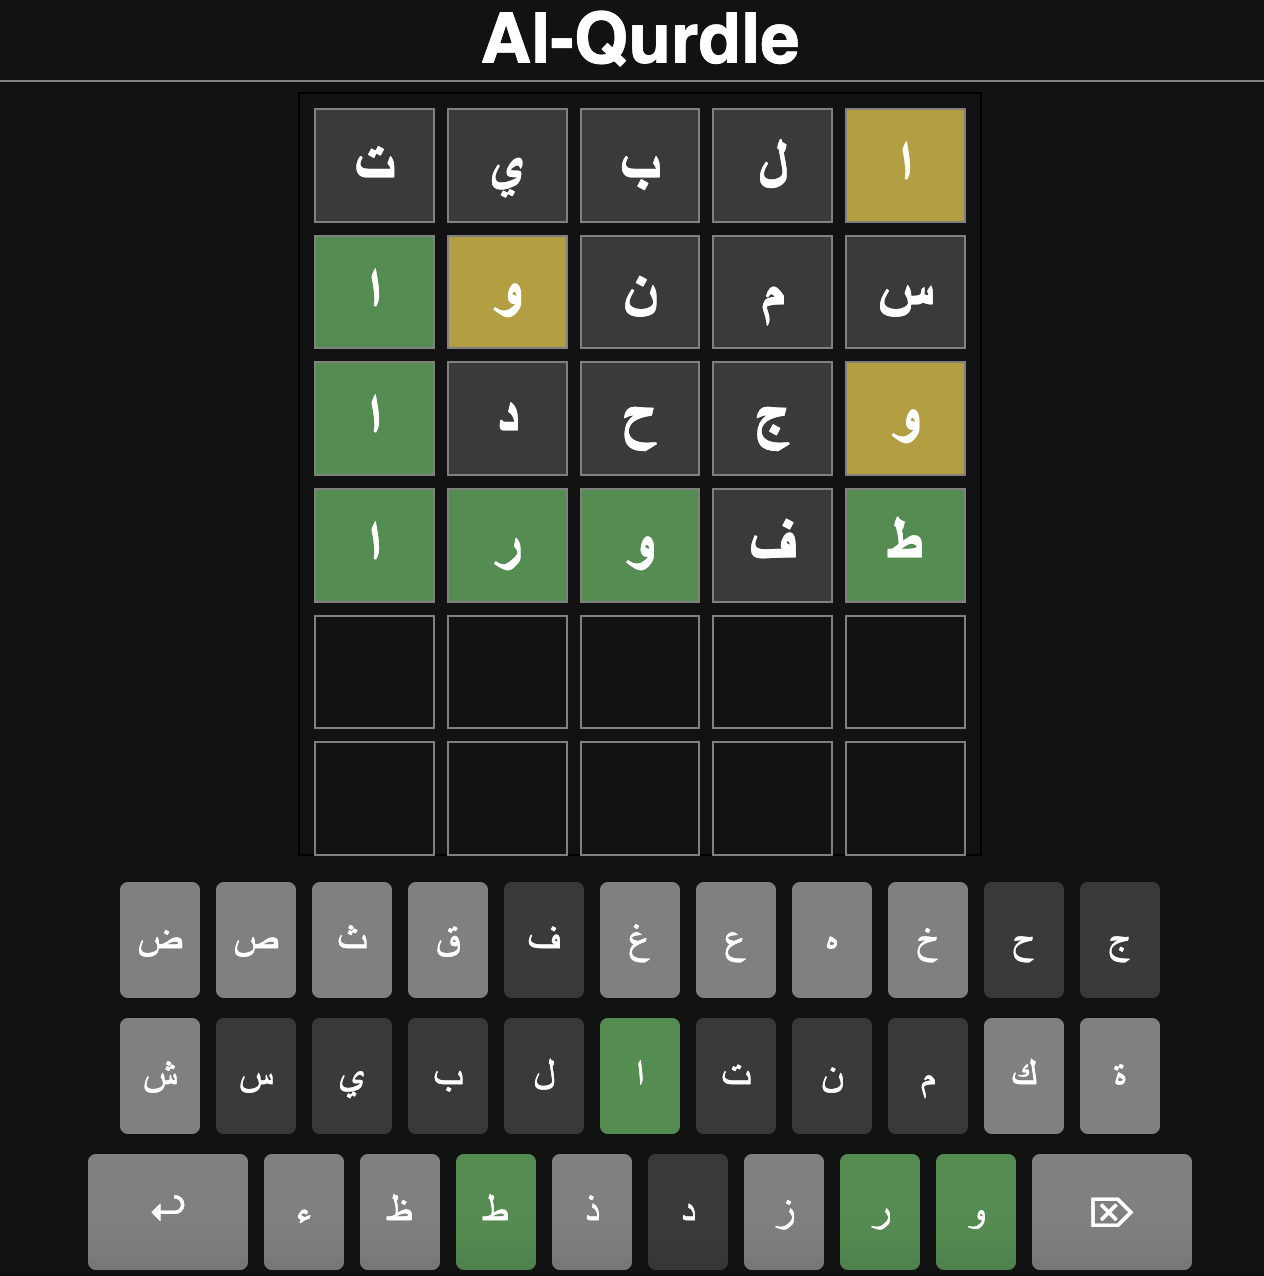 Al-Qurdle
ا ل ب ي ت
س م ن و ا
و ج ح د ا
ط ف و ر ا
ض ص ث ق ف غ ع ه خ ح ج
ش س ي ب ل ا ت ن م ك ة
ء ظ ط ذ د ز ر و